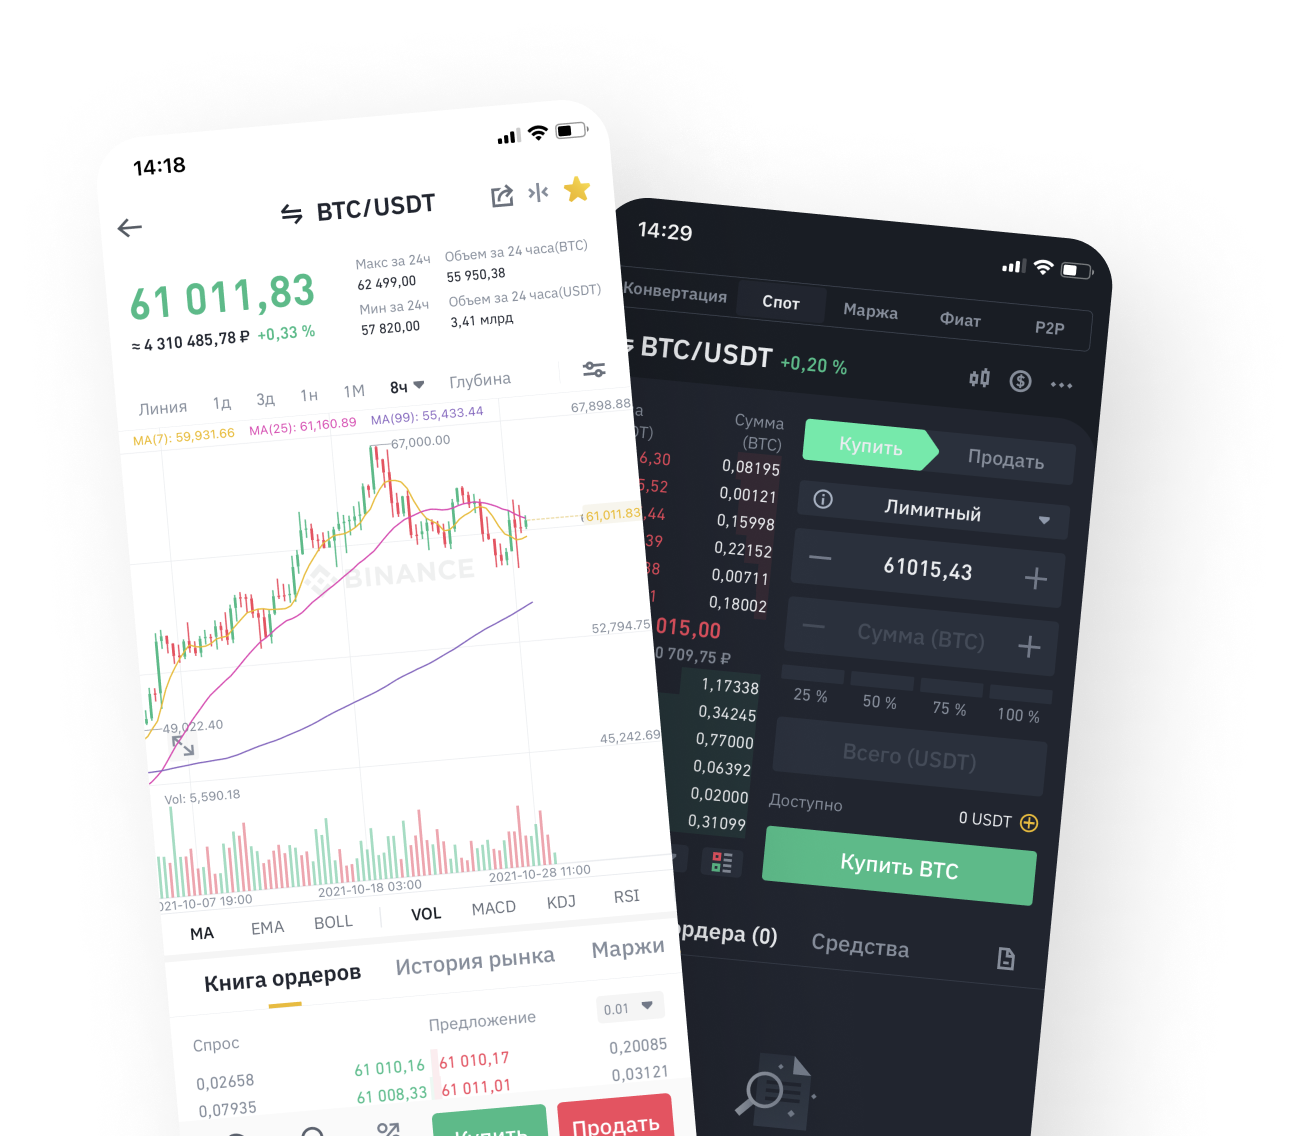 14:18
BTC/USDT
61 011,83
≈ 4 310 485,78 ₽ +0,33 %
Макс за 24ч
62 499,00
Мин за 24ч
57 820,00
Объем за 24 часа(BTC)
55 950,38
Объем за 24 часа(USDT)
3,41 млрд
Линия 1д 3д 1н 1М 8ч Глубина
MA(7): 59,931.66 MA(25): 61,160.89 MA(99): 55,433.44
67,898.88
67,000.00
61,011.83
BINANCE
52,794.75
49,022.40
45,242.69
Vol: 5,590.18
021-10-07 19:00 2021-10-18 03:00 2021-10-28 11:00
MA EMA BOLL VOL MACD KDJ RSI
Книга ордеров История рынка Маржи
Спрос Предложение 0.01
0,02658 61 010,16 61 010,17 0,20085
0,07935 61 008,33 61 011,01 0,03121
Купить Продать
14:29
Конвертация Спот Маржа Фиат P2P
BTC/USDT +0,20 %
Сумма
(BTC)
6,30 0,08195
5,52 0,00121
,44 0,15998
39 0,22152
38 0,00711
1 0,18002
015,00
0 709,75 ₽
1,17338
0,34245
0,77000
0,06392
0,02000
0,31099
Купить Продать
Лимитный
61015,43
Сумма (BTC)
25 % 50 % 75 % 100 %
Всего (USDT)
Доступно 0 USDT
Купить BTC
ордера (0) Средства